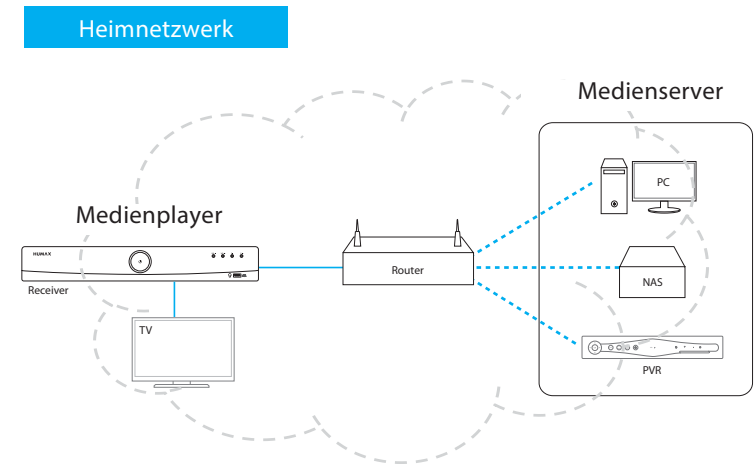 Heimnetzwerk
Medienserver
PC
Medienplayer
HUMAX
Router
NAS
Receiver
TV
PVR